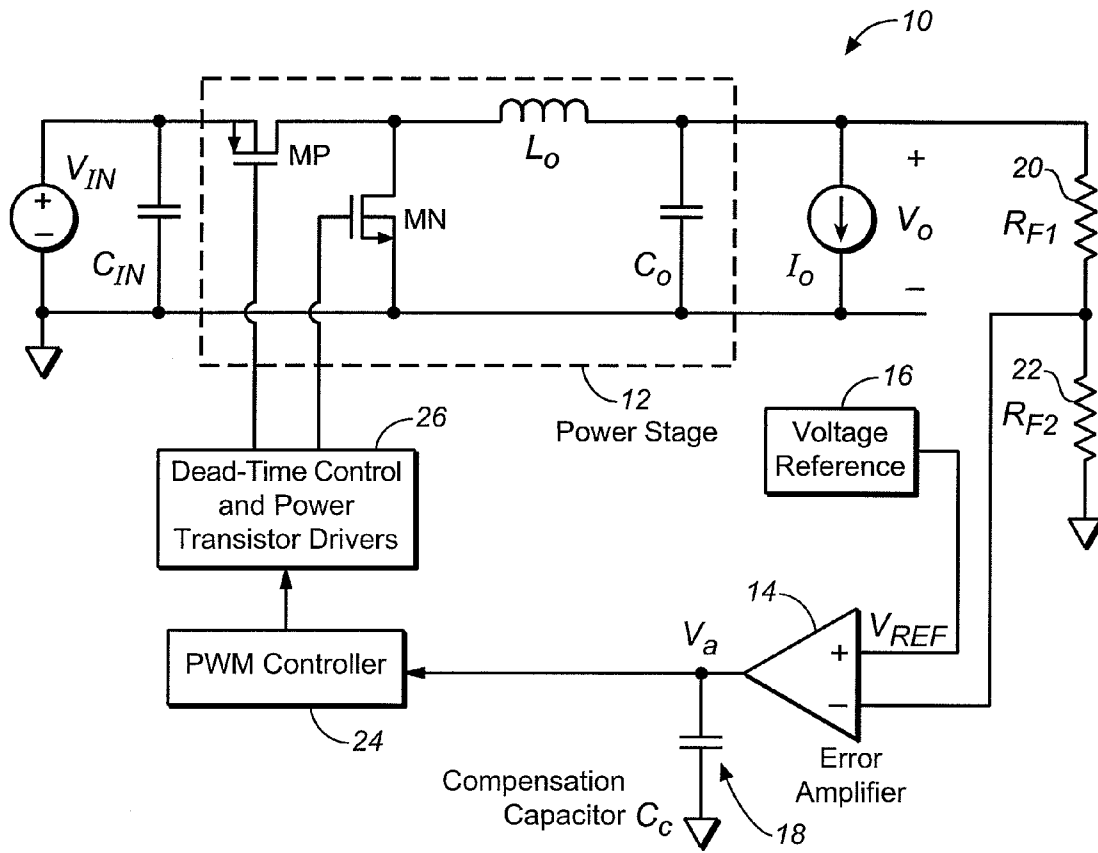 10
MP
L_o
V_IN
+
−
C_IN
MN
C_o
I_o
+
V_o
−
20
R_F1
22
R_F2
12
Power Stage
16
Voltage
Reference
26
Dead-Time Control
and Power
Transistor Drivers
14
V_a
V_REF
+
−
PWM Controller
24
Error
Amplifier
Compensation
Capacitor C_c
18